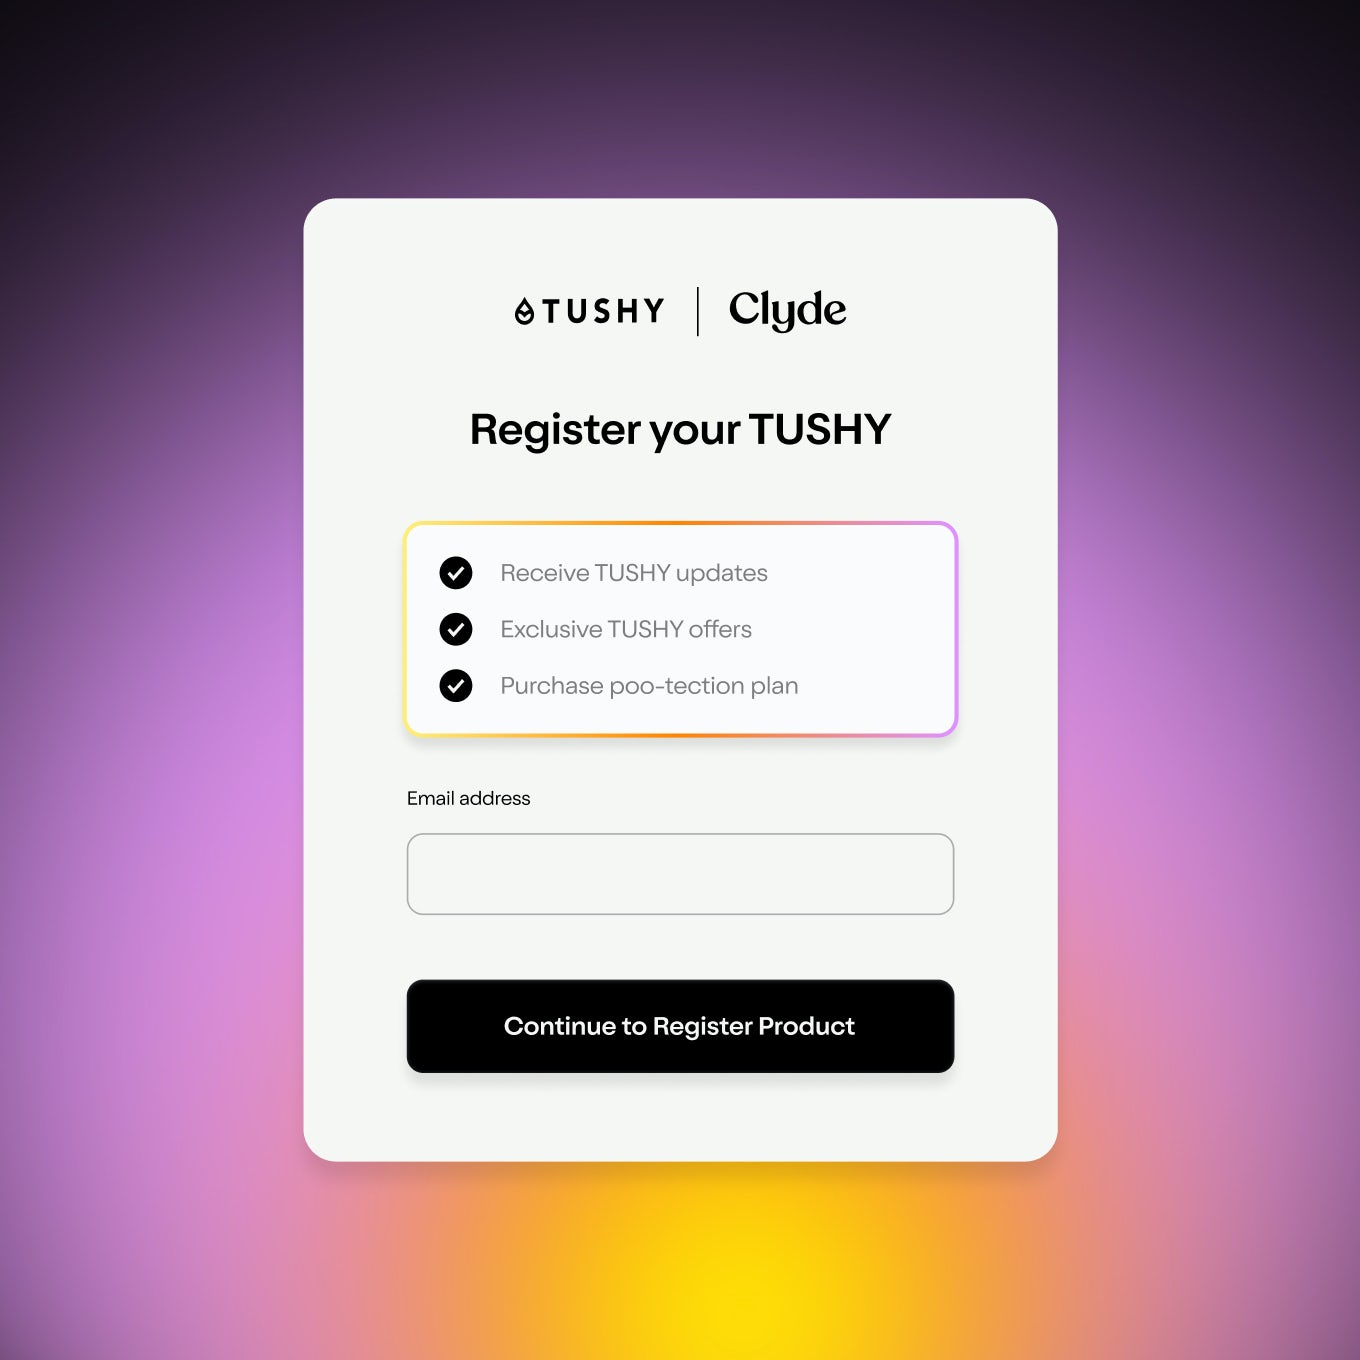 TUSHY | Clyde
Register your TUSHY
Receive TUSHY updates
Exclusive TUSHY offers
Purchase poo-tection plan
Email address
Continue to Register Product